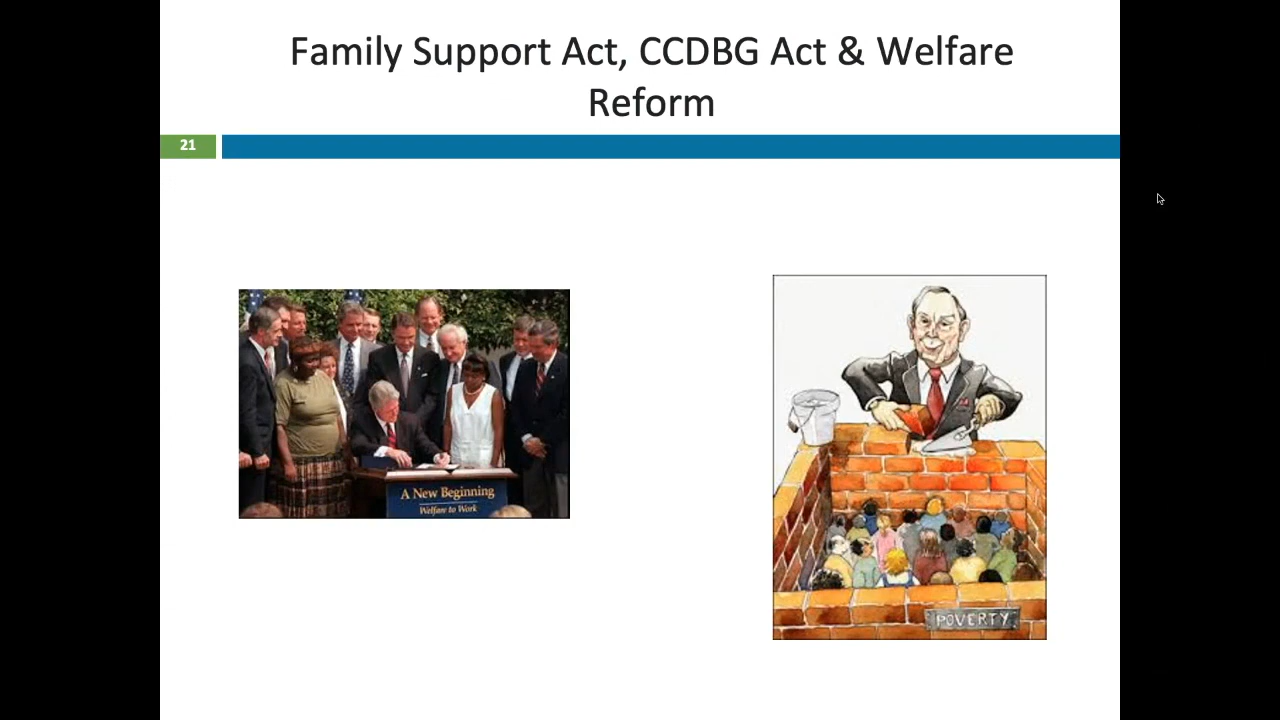 Family Support Act, CCDBG Act & Welfare
Reform
21
A New Beginning
Welfare to Work
POVERTY